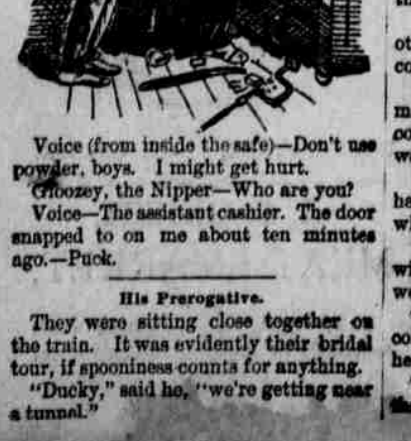 Voice (from inside the safe)—Don't use
powder, boys. I might get hurt.
Gloozey, the Nipper—Who are you?
Voice—The assistant cashier. The door
snapped to on me about ten minutes
ago.—Puck.
His Prerogative.
They were sitting close together on
the train. It was evidently their bridal
tour, if spooniness counts for anything.
"Ducky," said he, "we're getting near
a tunnel."